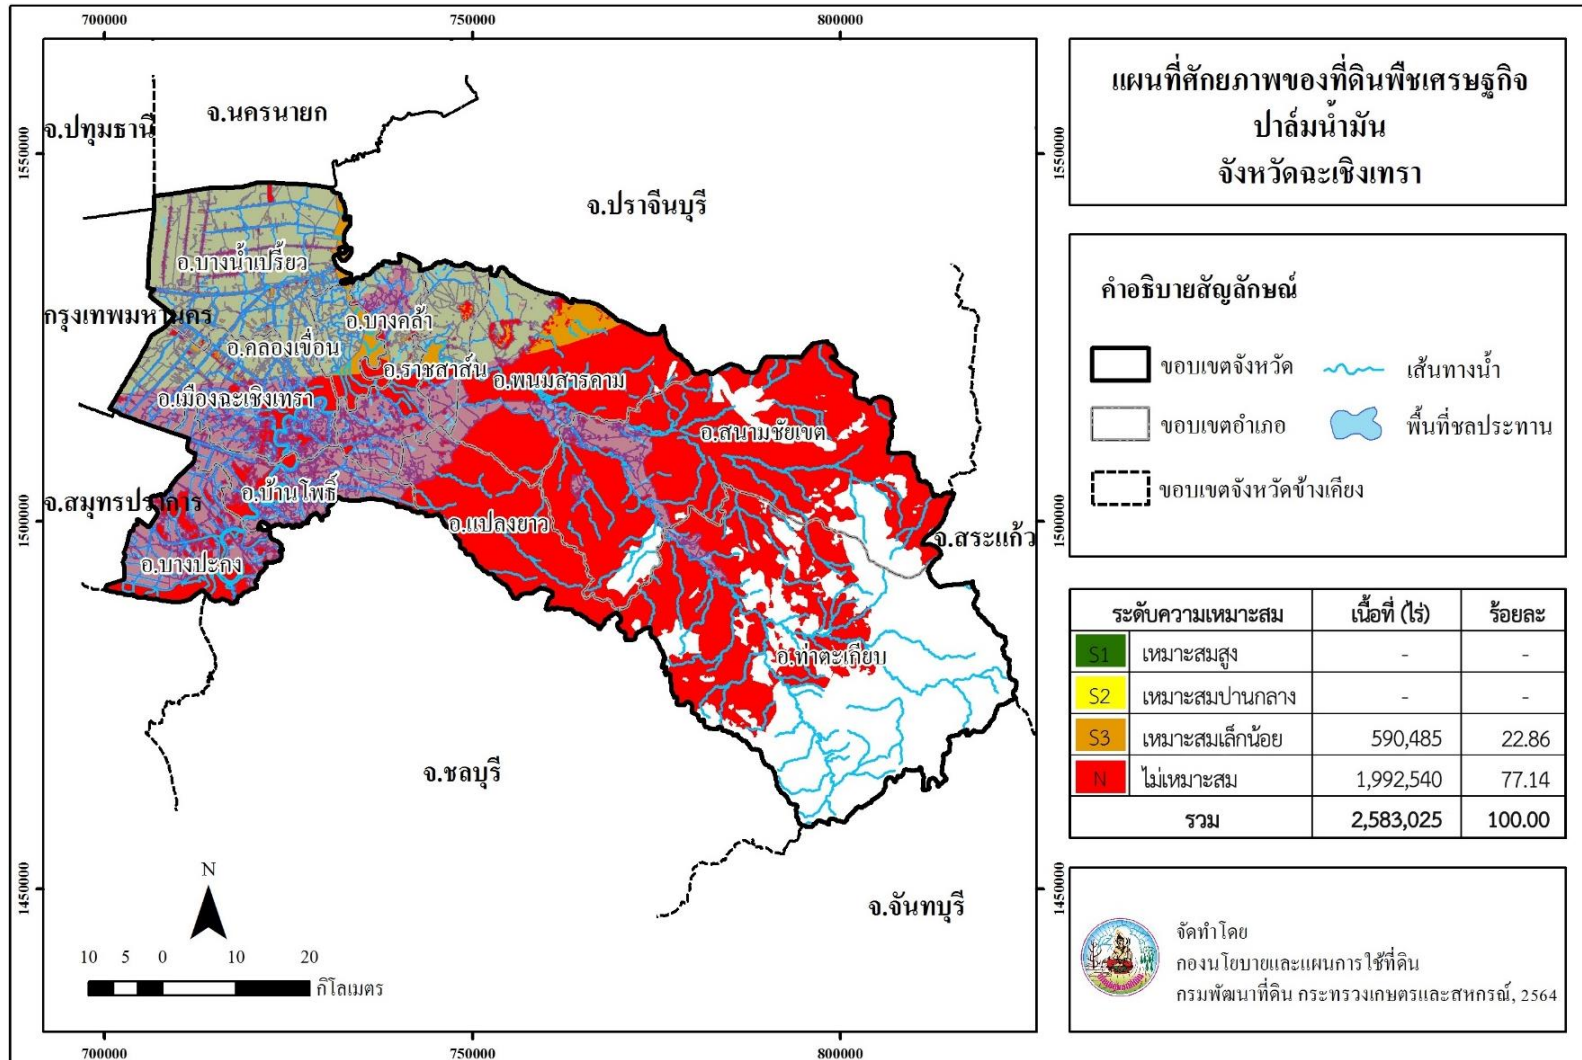 700000
750000
800000
แผนที่ศักยภาพของที่ดินพืชเศรษฐกิจ
ปาล์มน้ำมัน
จังหวัดฉะเชิงเทรา
จ.นครนายก
จ.ปทุมธานี
1550000
1550000
จ.ปราจีนบุรี
อ.บางน้ำเปรี้ยว
กรุงเทพมหานคร
อ.บางคล้า
อ.คลองเขื่อน
อ.ราชสาส์น
อ.พนมสารคาม
อ.เมืองฉะเชิงเทรา
อ.สนามชัยเขต
อ.บ้านโพธิ์
จ.สมุทรปราการ
1500000
1500000
อ.แปลงยาว
จ.สระแก้ว
อ.บางปะกง
อ.ท่าตะเกียบ
จ.ชลบุรี
จ.จันทบุรี
1450000
1450000
N
10 5 0 10 20
กิโลเมตร
700000
750000
800000
คำอธิบายสัญลักษณ์
ขอบเขตจังหวัด เส้นทางน้ำ
ขอบเขตอำเภอ พื้นที่ชลประทาน
ขอบเขตจังหวัดข้างเคียง
ระดับความเหมาะสม เนื้อที่ (ไร่) ร้อยละ
S1 เหมาะสมสูง - -
S2 เหมาะสมปานกลาง - -
S3 เหมาะสมเล็กน้อย 590,485 22.86
N ไม่เหมาะสม 1,992,540 77.14
รวม 2,583,025 100.00
จัดทำโดย
กองนโยบายและแผนการใช้ที่ดิน
กรมพัฒนาที่ดิน กระทรวงเกษตรและสหกรณ์, 2564